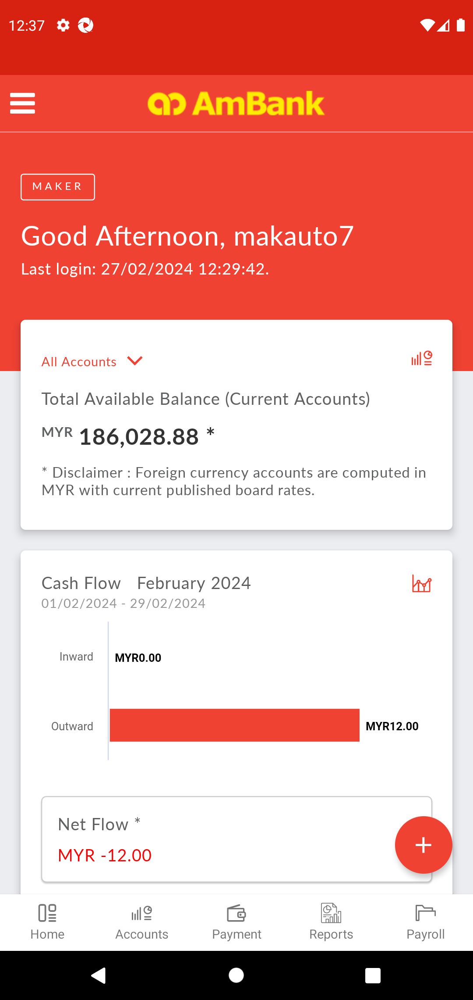 12:37
AmBank
MAKER
Good Afternoon, makauto7
Last login: 27/02/2024 12:29:42.
All Accounts
Total Available Balance (Current Accounts)
MYR 186,028.88 *
* Disclaimer : Foreign currency accounts are computed in
MYR with current published board rates.
Cash Flow February 2024
01/02/2024 - 29/02/2024
Inward MYR0.00
Outward MYR12.00
Net Flow *
MYR -12.00
+
Home Accounts Payment Reports Payroll